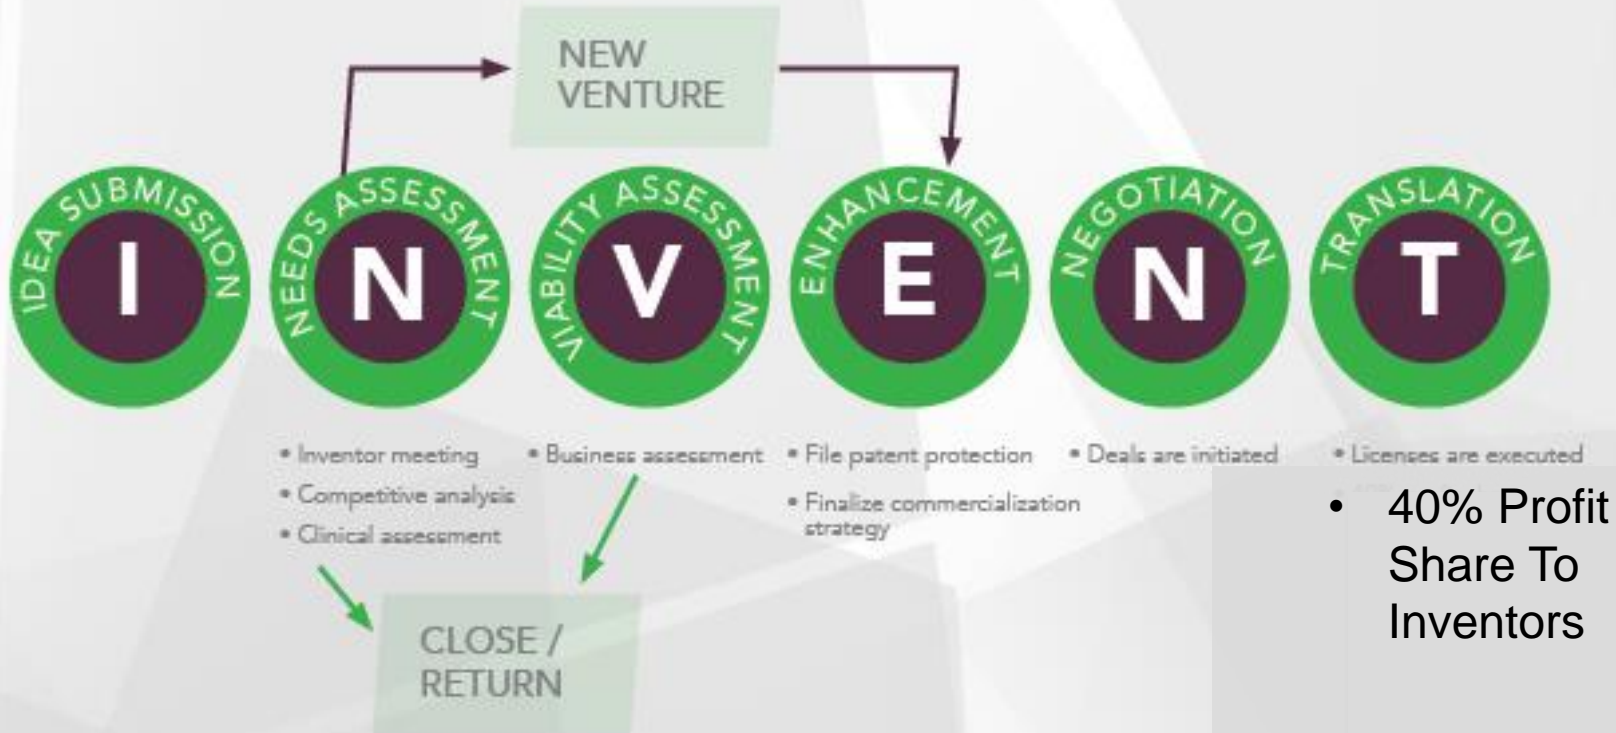 NEW
VENTURE
IDEA SUBMISSION
I
NEEDS ASSESSMENT
N
VIABILITY ASSESSMENT
V
ENHANCEMENT
E
NEGOTIATION
N
TRANSLATION
T
• Inventor meeting
• Competitive analysis
• Clinical assessment
• Business assessment
• File patent protection
• Finalize commercialization
strategy
• Deals are initiated
• Licenses are executed
• 40% Profit
Share To
Inventors
CLOSE /
RETURN